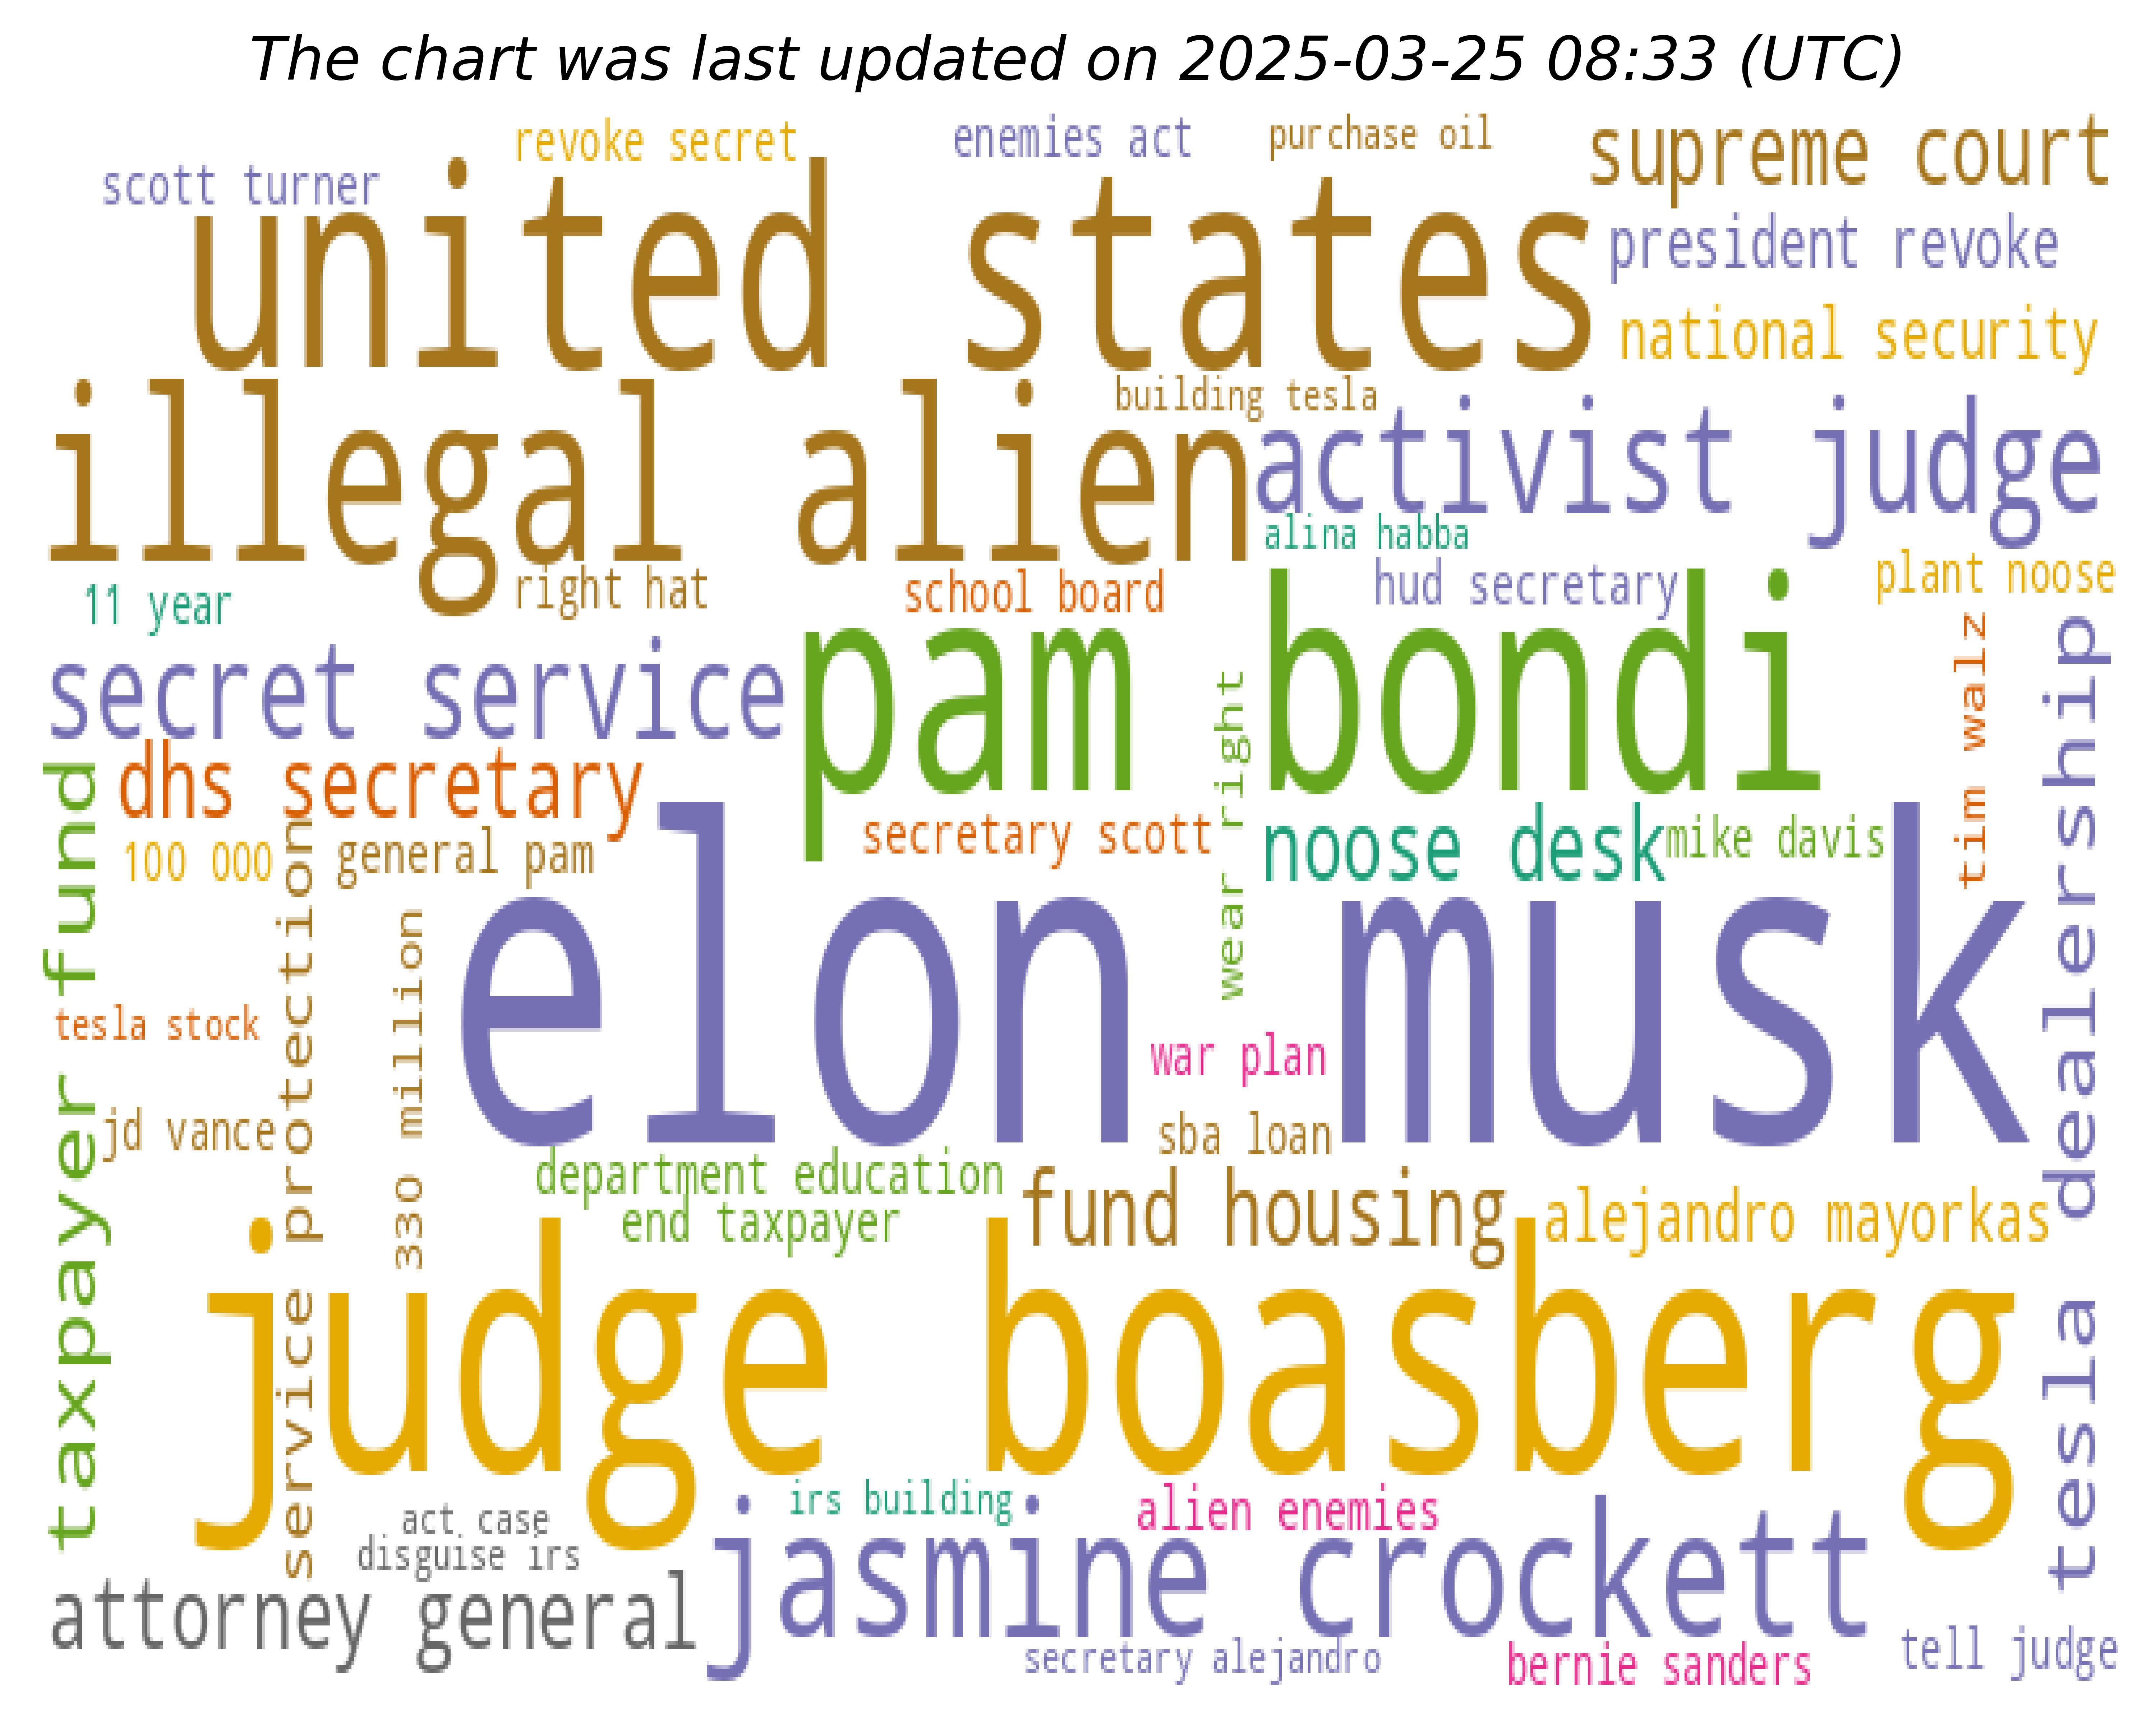 The chart was last updated on 2025-03-25 08:33 (UTC)
revoke secret
enemies act
purchase oil
supreme court
scott turner
united states
president revoke
national security
building tesla
illegal alien
activist judge
alina habba
11 year
right hat
school board
hud secretary
plant noose
secret service
pam bondi
wear right
tim walz
tesla dealership
taxpayer fund
dhs secretary
secretary scott
noose desk
mike davis
100 000
general pam
service protection
330 million
elon musk
tesla stock
war plan
jd vance
sba loan
department education
end taxpayer
fund housing
alejandro mayorkas
judge boasberg
irs building
alien enemies
act case
disguise irs
jasmine crockett
attorney general
secretary alejandro
bernie sanders
tell judge